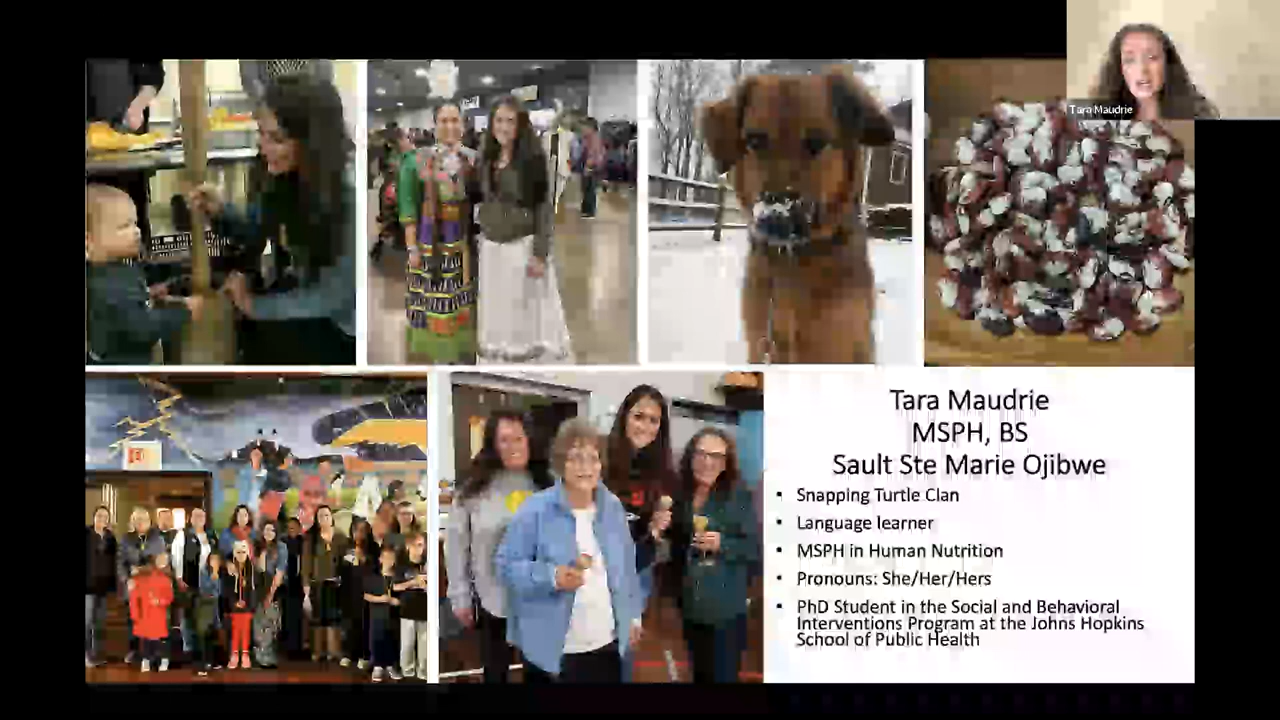 Tara Maudrie
Tara Maudrie
MSPH, BS
Sault Ste Marie Ojibwe
• Snapping Turtle Clan
• Language learner
• MSPH in Human Nutrition
• Pronouns: She/Her/Hers
• PhD Student in the Social and Behavioral
Interventions Program at the Johns Hopkins
School of Public Health